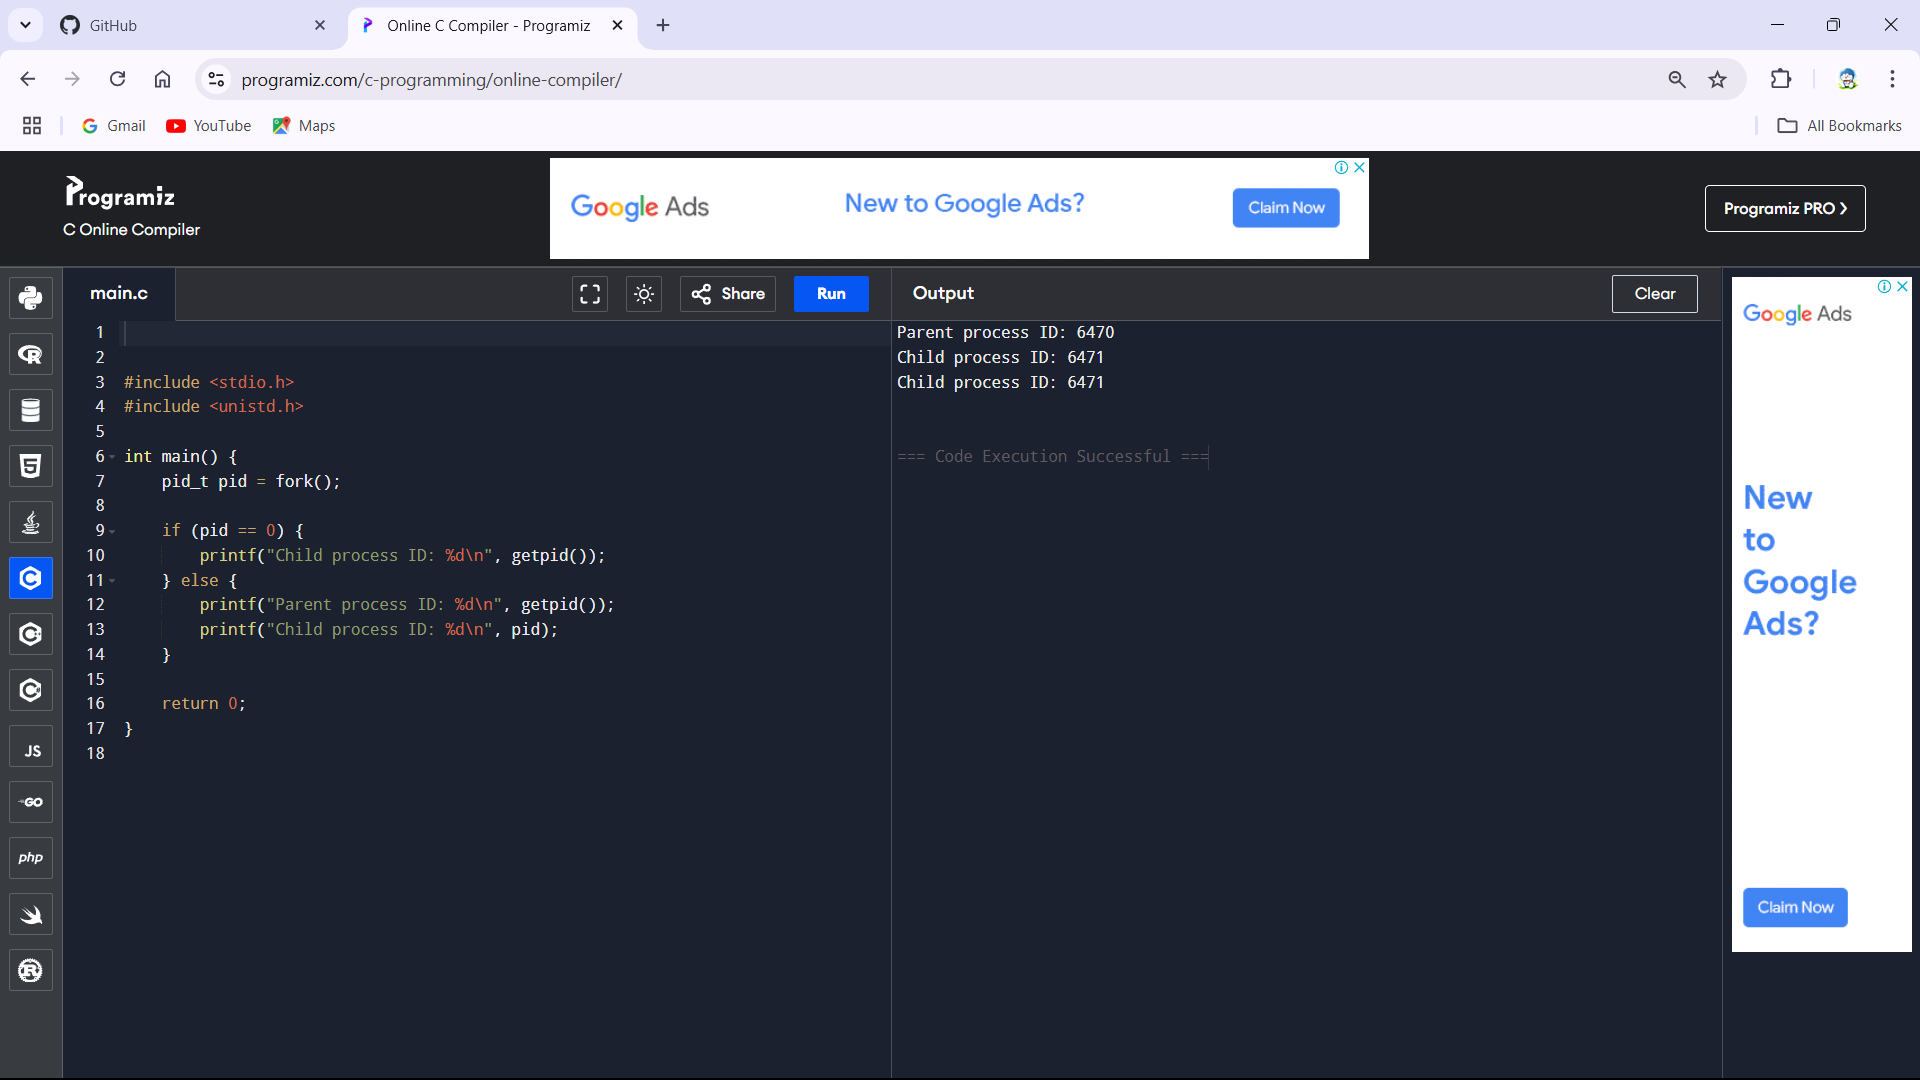 GitHub
Online C Compiler - Programiz
programiz.com/c-programming/online-compiler/
Gmail
YouTube
Maps
All Bookmarks
Programiz
C Online Compiler
Google Ads
New to Google Ads?
Claim Now
Programiz PRO ❯
main.c
Share
Run
Output
Clear
1
2
3 #include <stdio.h>
4 #include <unistd.h>
5
6 int main() {
7     pid_t pid = fork();
8
9     if (pid == 0) {
10         printf("Child process ID: %d\n", getpid());
11     } else {
12         printf("Parent process ID: %d\n", getpid());
13         printf("Child process ID: %d\n", pid);
14     }
15
16     return 0;
17 }
18
Parent process ID: 6470
Child process ID: 6471
Child process ID: 6471
=== Code Execution Successful ===
Google Ads
New
to
Google
Ads?
Claim Now
R
5
C
C
C
JS
GO
php
R